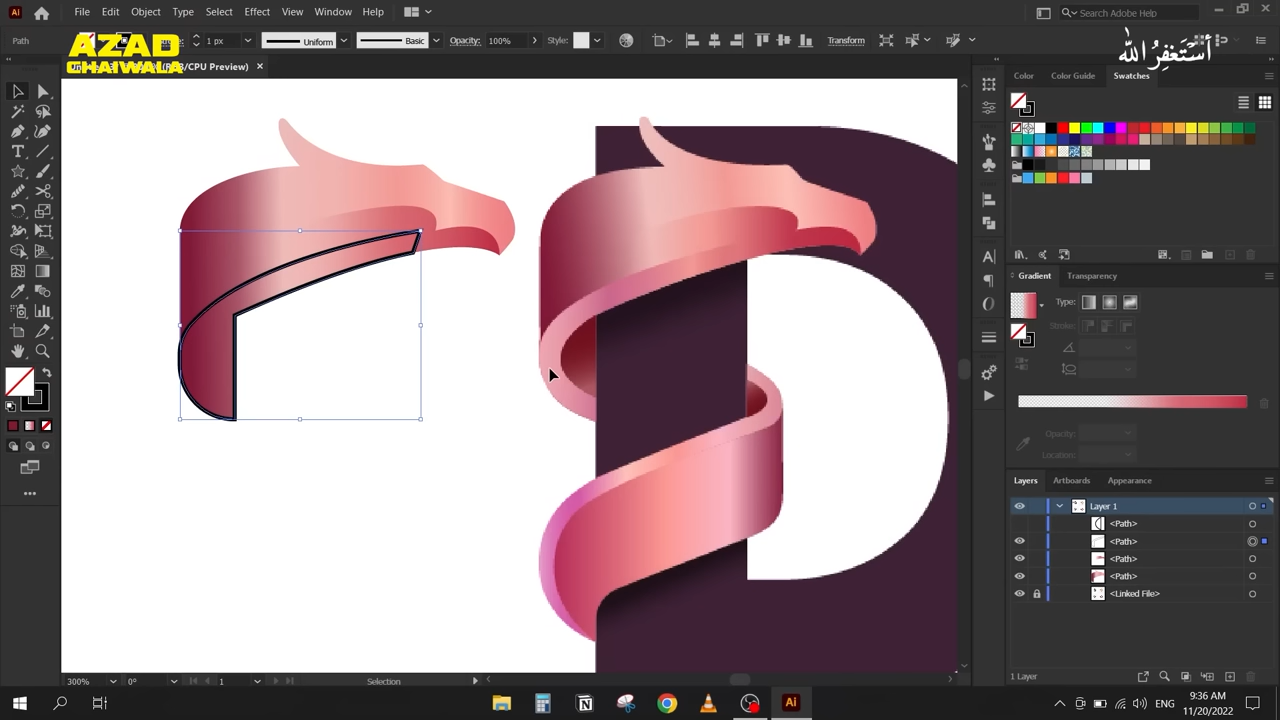 File Edit Object Type Select Effect View Window Help
Search Adobe Help
Path
1 px
Uniform
Basic
Opacity:
100%
Style:
Transform
AZAD
CHAIWALA
أستغفر الله
(RGB/CPU Preview)
Color
Color Guide
Swatches
Gradient
Transparency
Type:
Stroke:
Opacity:
Location:
Layers
Artboards
Appearance
Layer 1
<Path>
<Path>
<Path>
<Path>
<Linked File>
1 Layer
300%
0°
1
Selection
ENG
9:36 AM
11/20/2022